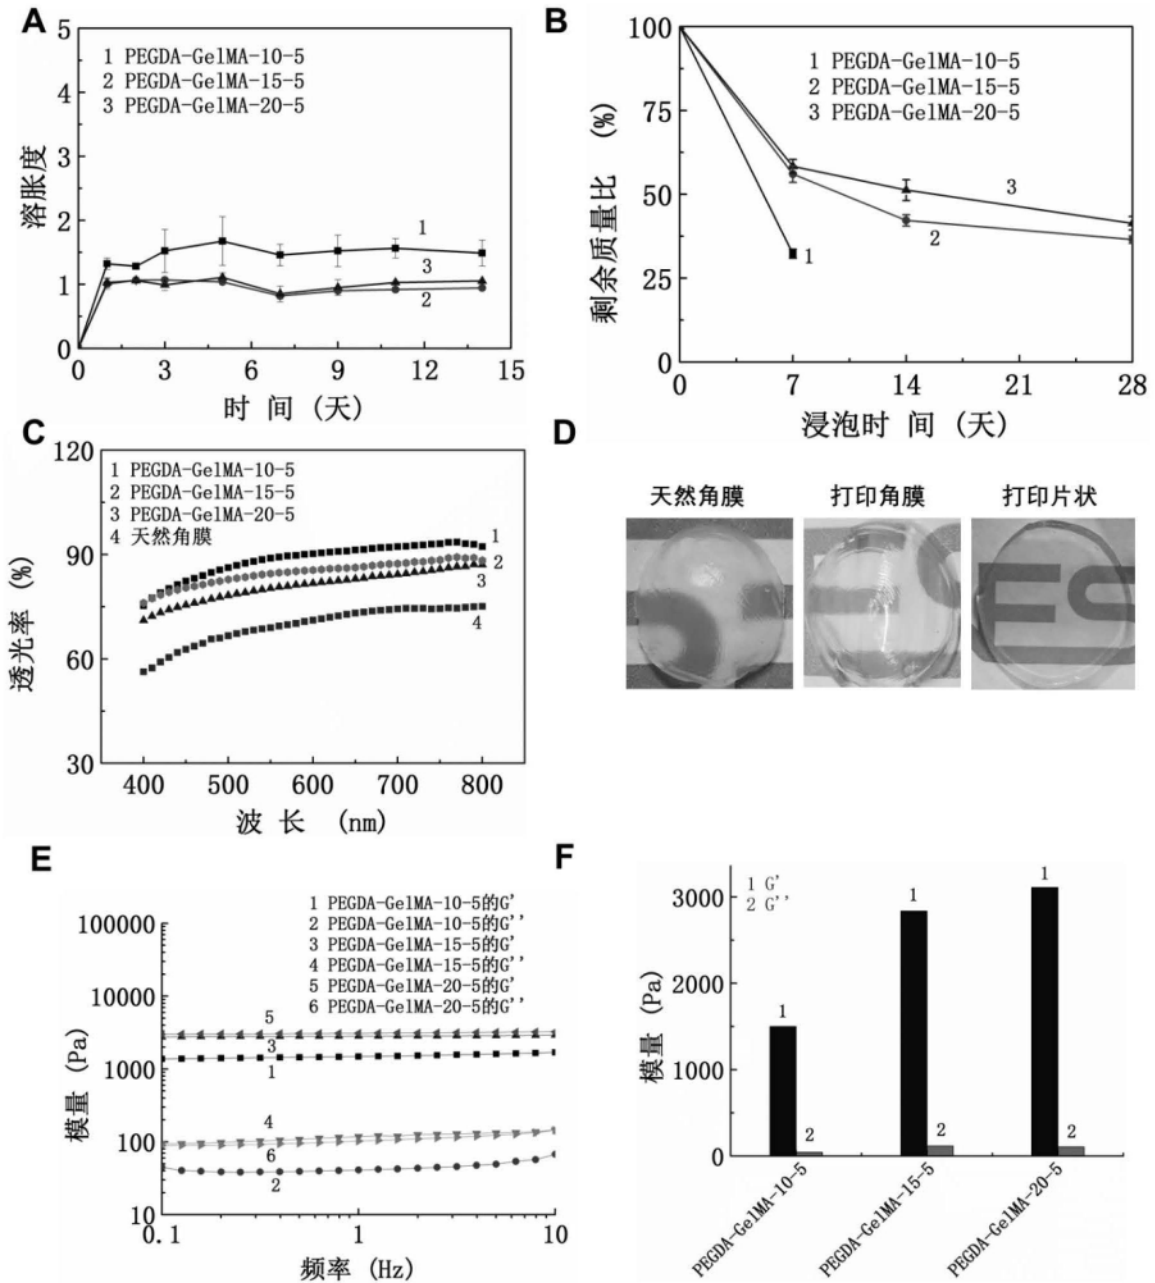 A
5
4
3
2
1
0
溶胀度
1 PEGDA-GelMA-10-5
2 PEGDA-GelMA-15-5
3 PEGDA-GelMA-20-5
1
3
2
0 3 6 9 12 15
时 间 (天)
B
100
75
50
25
0
剩余质量比 (%)
1 PEGDA-GelMA-10-5
2 PEGDA-GelMA-15-5
3 PEGDA-GelMA-20-5
3
2
1
0 7 14 21 28
浸泡时 间 (天)
C
120
90
60
30
透光率 (%)
1 PEGDA-GelMA-10-5
2 PEGDA-GelMA-15-5
3 PEGDA-GelMA-20-5
4 天然角膜
1
2
3
4
400 500 600 700 800
波 长 (nm)
D
天然角膜 打印角膜 打印片状
ES
E
100000
10000
1000
100
10
模量 (Pa)
1 PEGDA-GelMA-10-5的G'
2 PEGDA-GelMA-10-5的G''
3 PEGDA-GelMA-15-5的G'
4 PEGDA-GelMA-15-5的G''
5 PEGDA-GelMA-20-5的G'
6 PEGDA-GelMA-20-5的G''
5
3
1
4
6
2
0.1 1 10
频率 (Hz)
F
3000
2000
1000
0
模量 (Pa)
1 G'
2 G''
1
2
1
2
1
2
PEGDA-GelMA-10-5
PEGDA-GelMA-15-5
PEGDA-GelMA-20-5